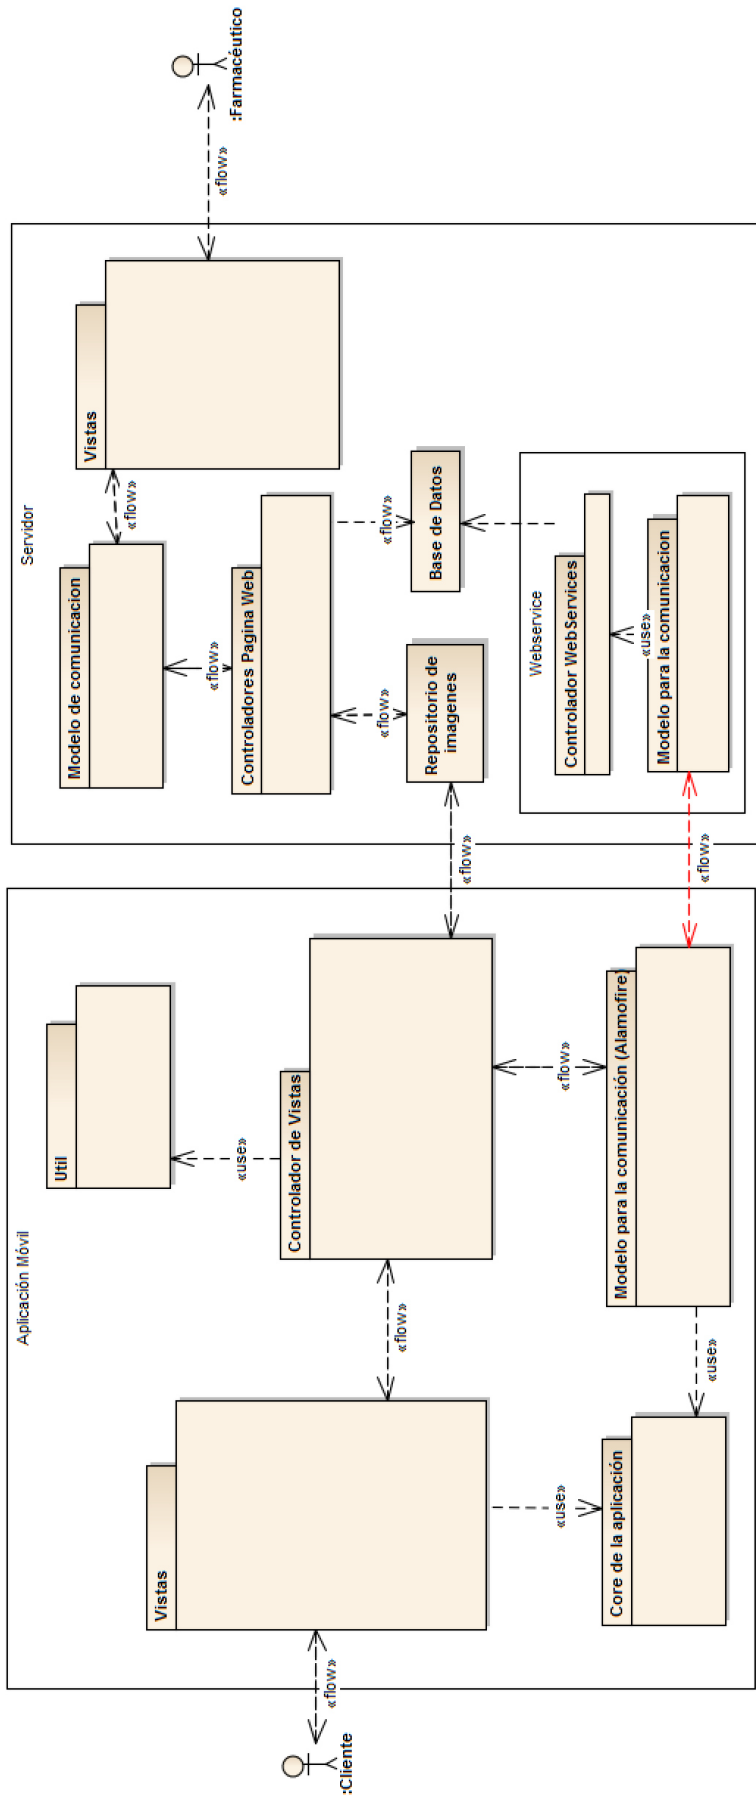 Aplicación Móvil
Servidor
Util
Modelo de comunicacion
«flow»
Vistas
«flow»
:Farmacéutico
Vistas
«use»
«flow»
Controladores Pagina Web
Controlador de Vistas
:Cliente
«flow»
«flow»
«flow»
«flow»
Repositorio de
imagenes
«flow»
Base de Datos
«use»
«flow»
Webservice
Controlador WebServices
Core de la aplicación
Modelo para la comunicación (Alamofire)
«use»
Modelo para la comunicacion
«use»
«flow»